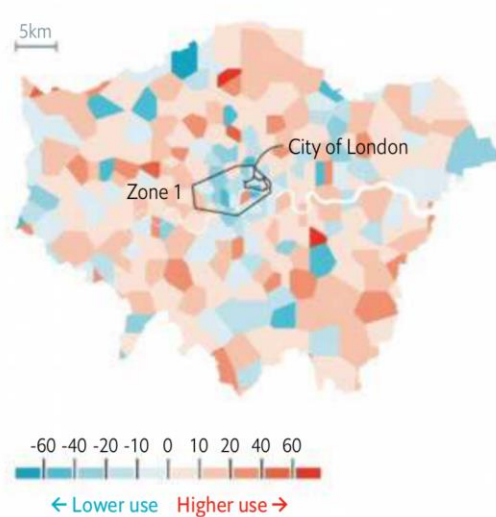 5km
City of London
Zone 1
-60 -40 -20 -10 0 10 20 40 60
← Lower use Higher use →